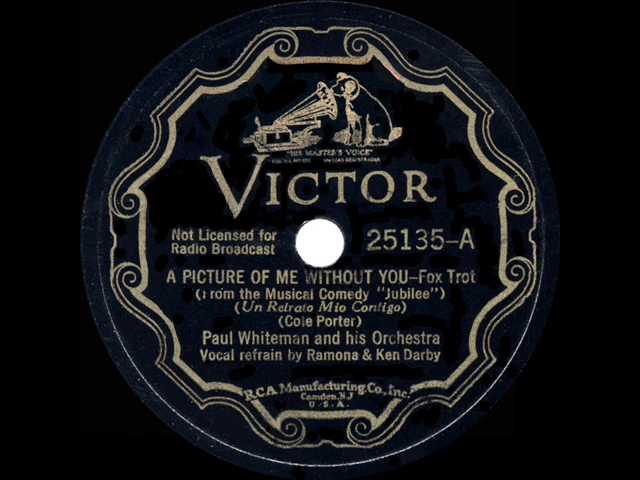 "HIS MASTER'S VOICE"
VICTOR
Not Licensed for
Radio Broadcast
25135-A
A PICTURE OF ME WITHOUT YOU—Fox Trot
(From the Musical Comedy "Jubilee")
(Un Retrato Mio Contigo)
(Cole Porter)
Paul Whiteman and his Orchestra
Vocal refrain by Ramona & Ken Darby
RCA Manufacturing Co., Inc.
Camden, N.J.
U.S.A.